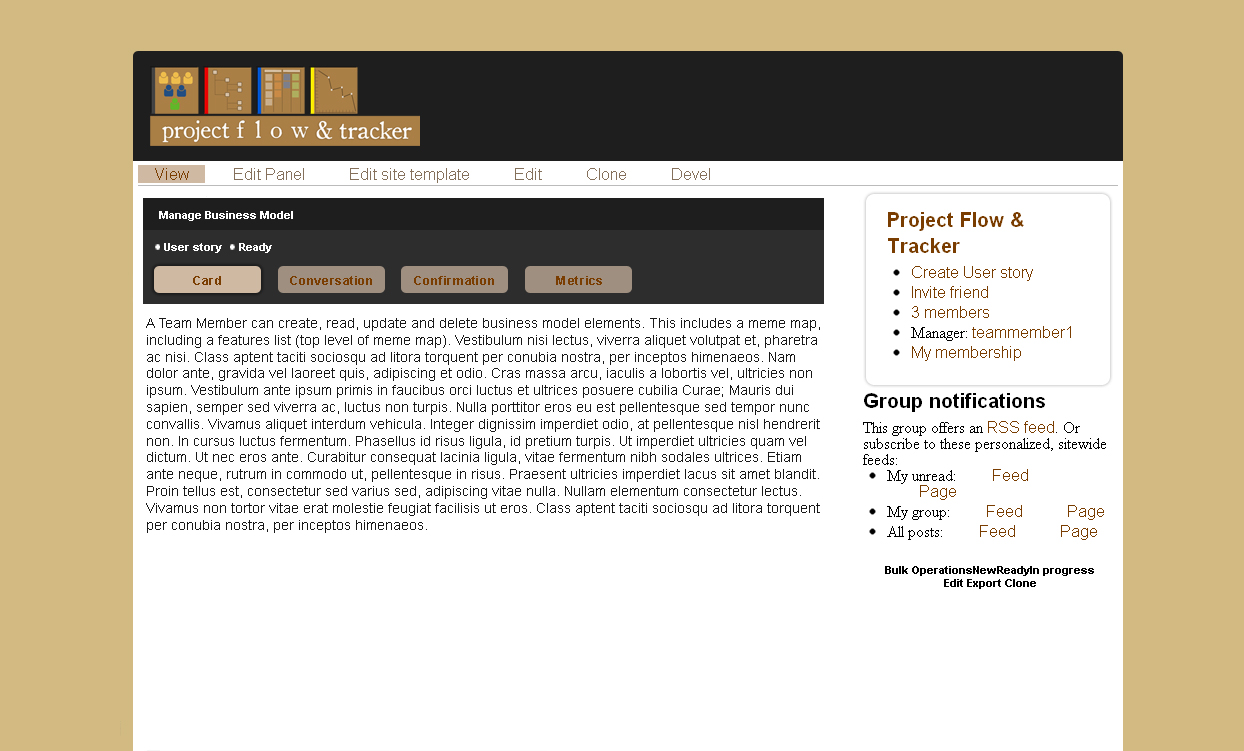 project f l o w & tracker
View Edit Panel Edit site template Edit Clone Devel
Manage Business Model
User story Ready
Card Conversation Confirmation Metrics
A Team Member can create, read, update and delete business model elements. This includes a meme map,
including a features list (top level of meme map). Vestibulum nisi lectus, viverra aliquet volutpat et, pharetra
ac nisi. Class aptent taciti sociosqu ad litora torquent per conubia nostra, per inceptos himenaeos. Nam
dolor ante, gravida vel laoreet quis, adipiscing et odio. Cras massa arcu, iaculis a lobortis vel, ultricies non
ipsum. Vestibulum ante ipsum primis in faucibus orci luctus et ultrices posuere cubilia Curae; Mauris dui
sapien, semper sed viverra ac, luctus non turpis. Nulla porttitor eros eu est pellentesque sed tempor nunc
convallis. Vivamus aliquet interdum vehicula. Integer dignissim imperdiet odio, at pellentesque nisl hendrerit
non. In cursus luctus fermentum. Phasellus id risus ligula, id pretium turpis. Ut imperdiet ultricies quam vel
dictum. Ut nec eros ante. Curabitur consequat lacinia ligula, vitae fermentum nibh sodales ultrices. Etiam
ante neque, rutrum in commodo ut, pellentesque in risus. Praesent ultricies imperdiet lacus sit amet blandit.
Proin tellus est, consectetur sed varius sed, adipiscing vitae nulla. Nullam elementum consectetur lectus.
Vivamus non tortor vitae erat molestie feugiat facilisis ut eros. Class aptent taciti sociosqu ad litora torquent
per conubia nostra, per inceptos himenaeos.
Project Flow &
Tracker
Create User story
Invite friend
3 members
Manager: teammember1
My membership
Group notifications
This group offers an RSS feed. Or
subscribe to these personalized, sitewide
feeds:
My unread: Feed
Page
My group: Feed Page
All posts: Feed Page
Bulk OperationsNewReadyIn progress
Edit Export Clone